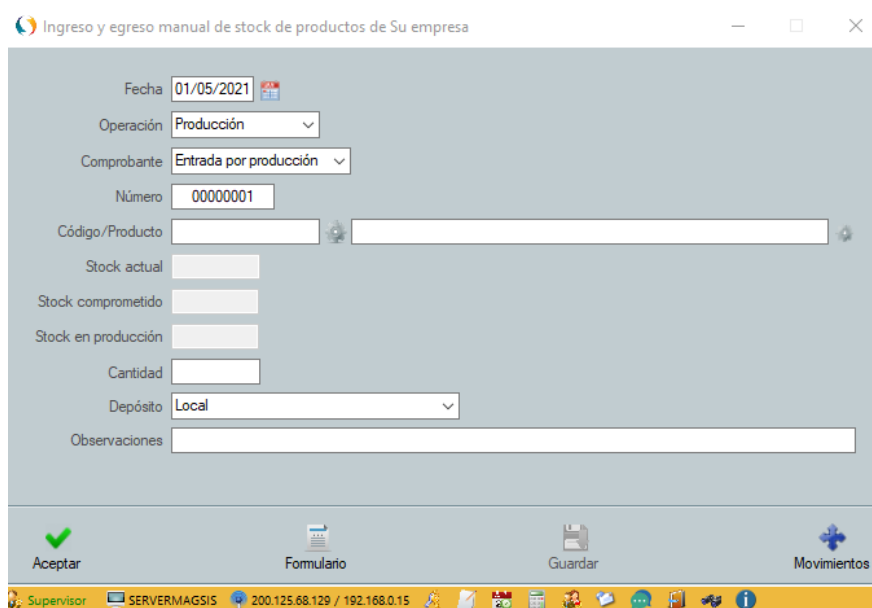 Ingreso y egreso manual de stock de productos de Su empresa
Fecha 01/05/2021
Operación Producción
Comprobante Entrada por producción
Número 00000001
Código/Producto
Stock actual
Stock comprometido
Stock en producción
Cantidad
Depósito Local
Observaciones
Aceptar Formulario Guardar Movimientos
Supervisor SERVERMAGSIS 200.125.68.129 / 192.168.0.15